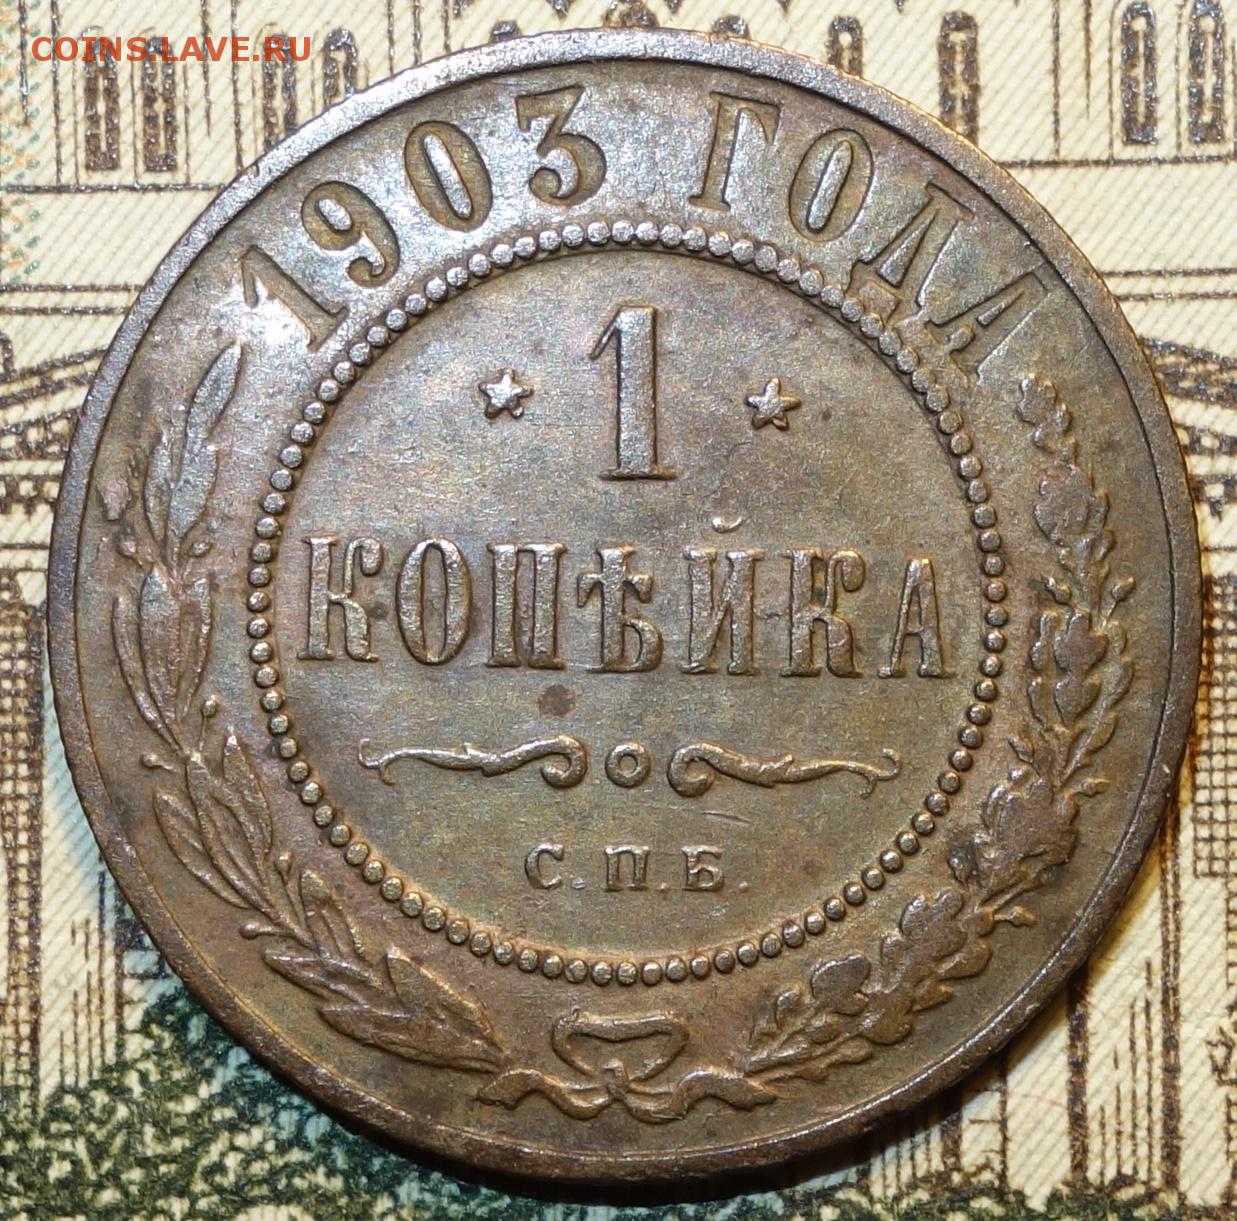 COINS.LAVE.RU
1903 ГОДА
1
КОПѢЙКА
С.П.Б.